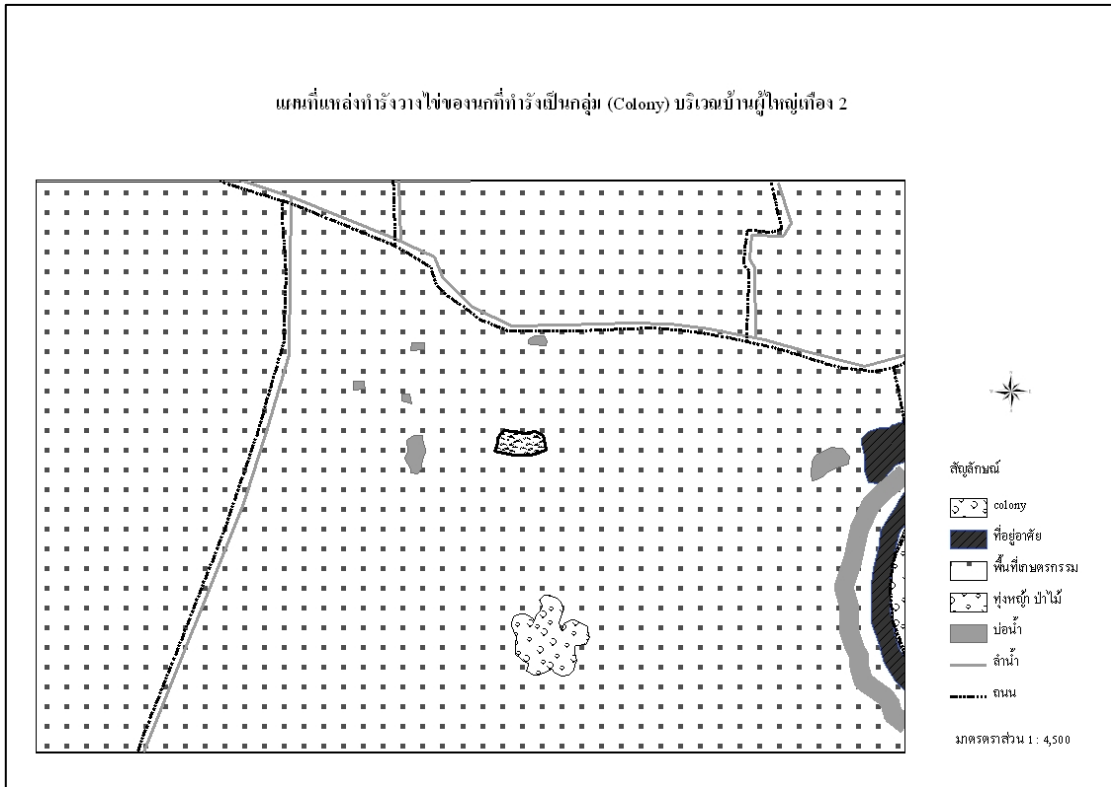 แผนที่แหล่งทำรังวางไข่ของนกที่ทำรังเป็นกลุ่ม (Colony) บริเวณบ้านผู้ใหญ่เทือง 2
สัญลักษณ์
colony
ที่อยู่อาศัย
พื้นที่เกษตรกรรม
ทุ่งหญ้า ป่าไม้
บ่อน้ำ
ลำน้ำ
ถนน
มาตรตราส่วน 1 : 4,500